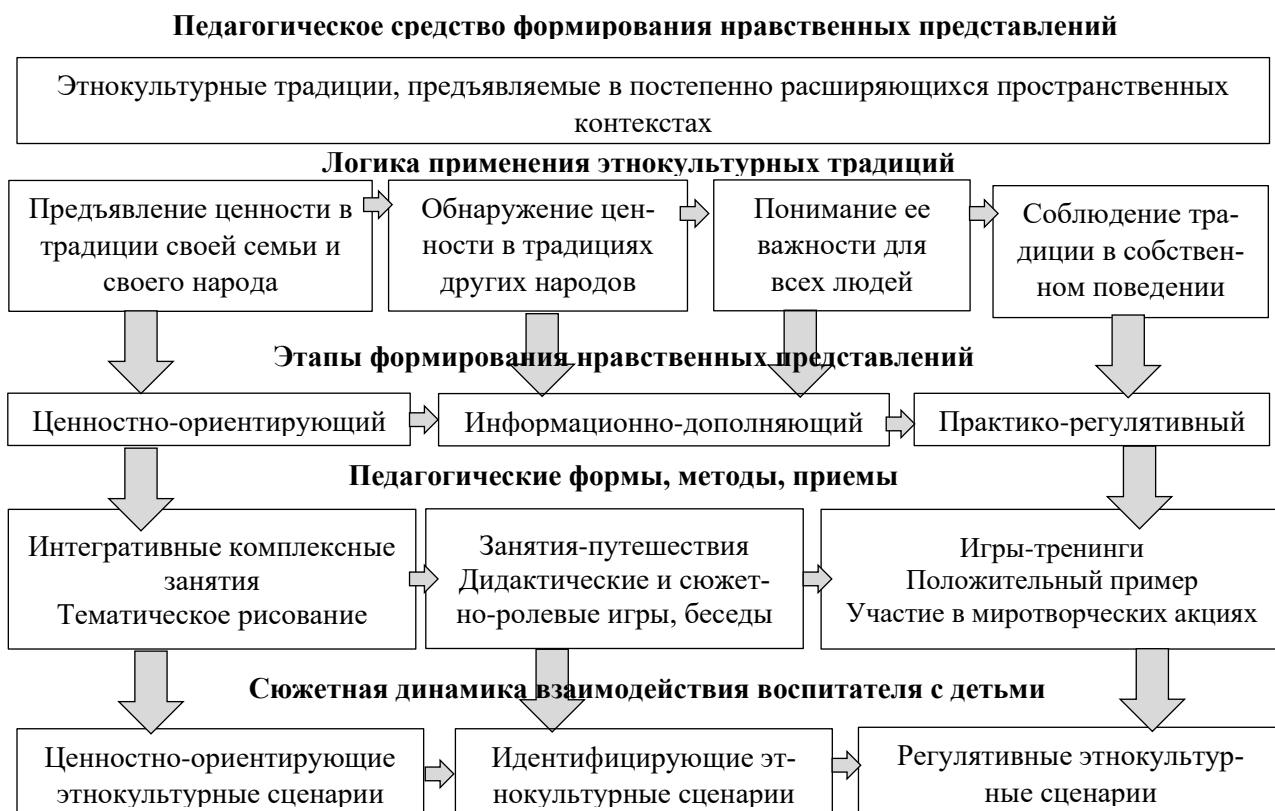 Педагогическое средство формирования нравственных представлений
Этнокультурные традиции, предъявляемые в постепенно расширяющихся пространственных
контекстах
Логика применения этнокультурных традиций
Предъявление ценности в
традиции своей семьи и
своего народа
Обнаружение цен-
ности в традициях
других народов
Понимание ее
важности для
всех людей
Соблюдение тра-
диции в собствен-
ном поведении
Этапы формирования нравственных представлений
Ценностно-ориентирующий
Информационно-дополняющий
Практико-регулятивный
Педагогические формы, методы, приемы
Интегративные комплексные
занятия
Тематическое рисование
Занятия-путешествия
Дидактические и сюжет-
но-ролевые игры, беседы
Игры-тренинги
Положительный пример
Участие в миротворческих акциях
Сюжетная динамика взаимодействия воспитателя с детьми
Ценностно-ориентирующие
этнокультурные сценарии
Идентифицирующие эт-
нокультурные сценарии
Регулятивные этнокультур-
ные сценарии